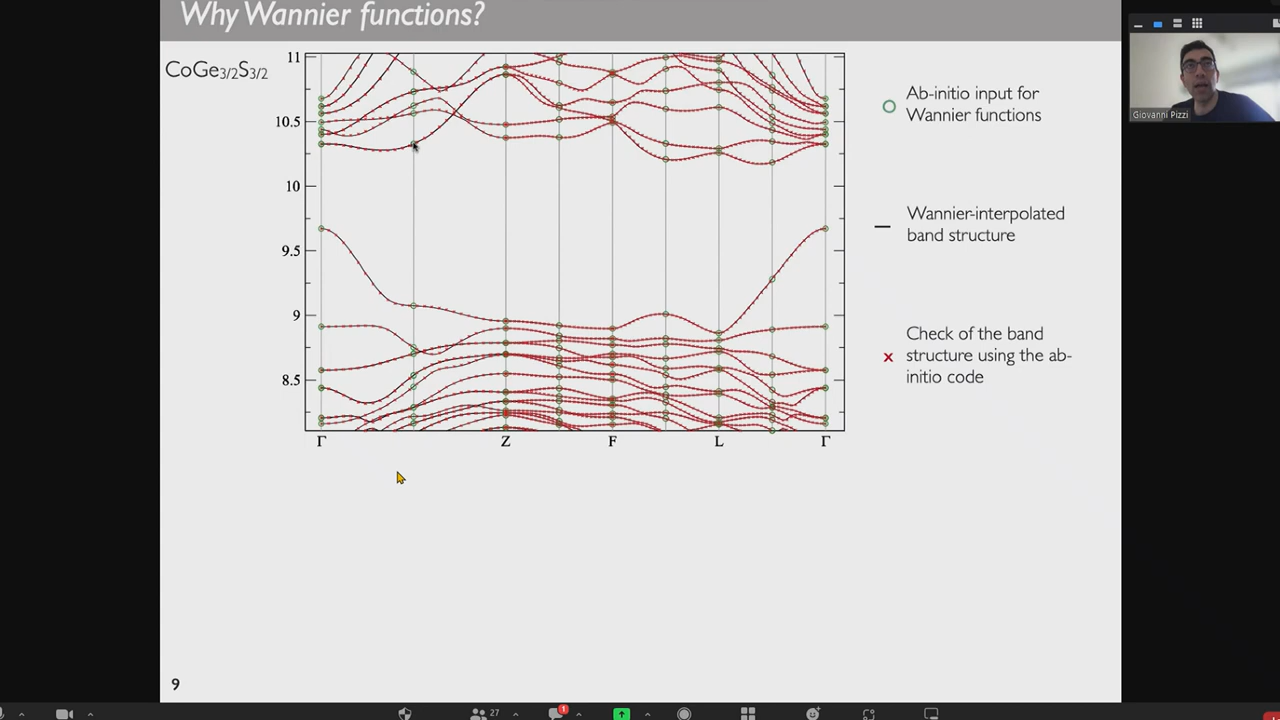 Why Wannier functions?
CoGe3/2S3/2
11
10.5
10
9.5
9
8.5
Γ
Z
F
L
Γ
Ab-initio input for
Wannier functions
Wannier-interpolated
band structure
Check of the band
structure using the ab-
initio code
9
Giovanni Pizzi
27
1